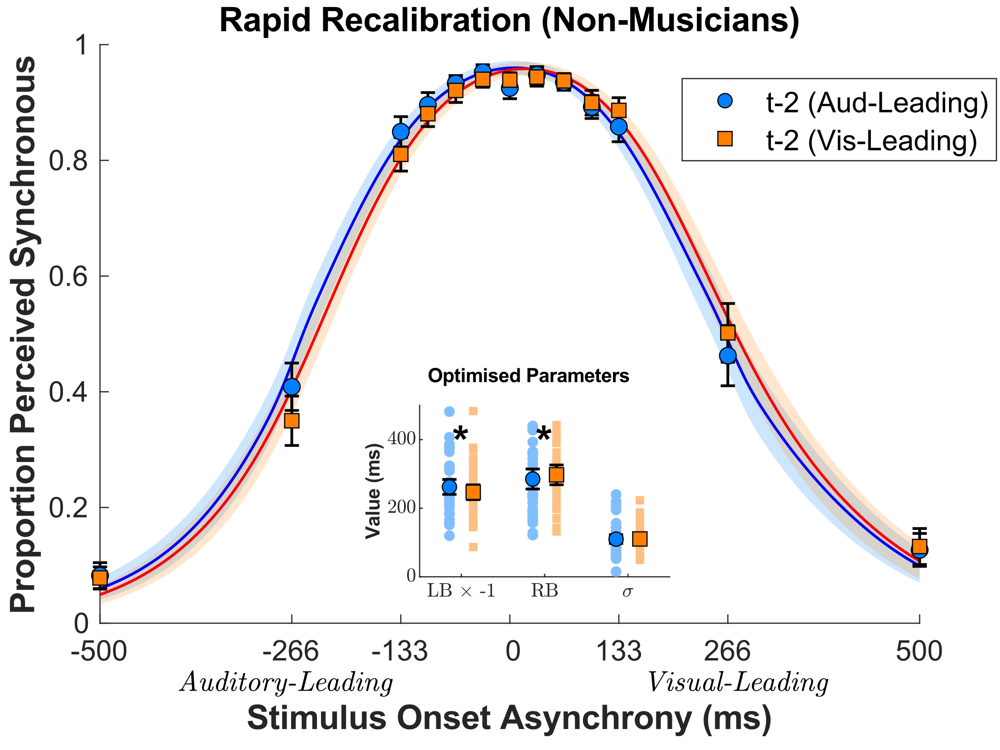 Rapid Recalibration (Non-Musicians)
Proportion Perceived Synchronous
1
0.8
0.6
0.4
0.2
0
t-2 (Aud-Leading)
t-2 (Vis-Leading)
Optimised Parameters
Value (ms)
400
200
0
*
*
LB × -1
RB
σ
-500
-266
-133
0
133
266
500
Auditory-Leading
Visual-Leading
Stimulus Onset Asynchrony (ms)